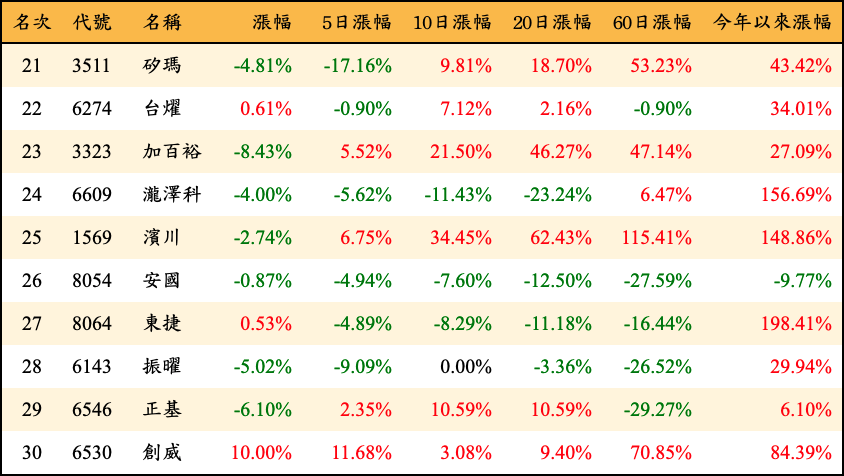 名次 代號 名稱 漲幅 5日漲幅 10日漲幅 20日漲幅 60日漲幅 今年以來漲幅
21 3511 矽瑪 -4.81% -17.16% 9.81% 18.70% 53.23% 43.42%
22 6274 台燿 0.61% -0.90% 7.12% 2.16% -0.90% 34.01%
23 3323 加百裕 -8.43% 5.52% 21.50% 46.27% 47.14% 27.09%
24 6609 瀧澤科 -4.00% -5.62% -11.43% -23.24% 6.47% 156.69%
25 1569 濱川 -2.74% 6.75% 34.45% 62.43% 115.41% 148.86%
26 8054 安國 -0.87% -4.94% -7.60% -12.50% -27.59% -9.77%
27 8064 東捷 0.53% -4.89% -8.29% -11.18% -16.44% 198.41%
28 6143 振曜 -5.02% -9.09% 0.00% -3.36% -26.52% 29.94%
29 6546 正基 -6.10% 2.35% 10.59% 10.59% -29.27% 6.10%
30 6530 創威 10.00% 11.68% 3.08% 9.40% 70.85% 84.39%